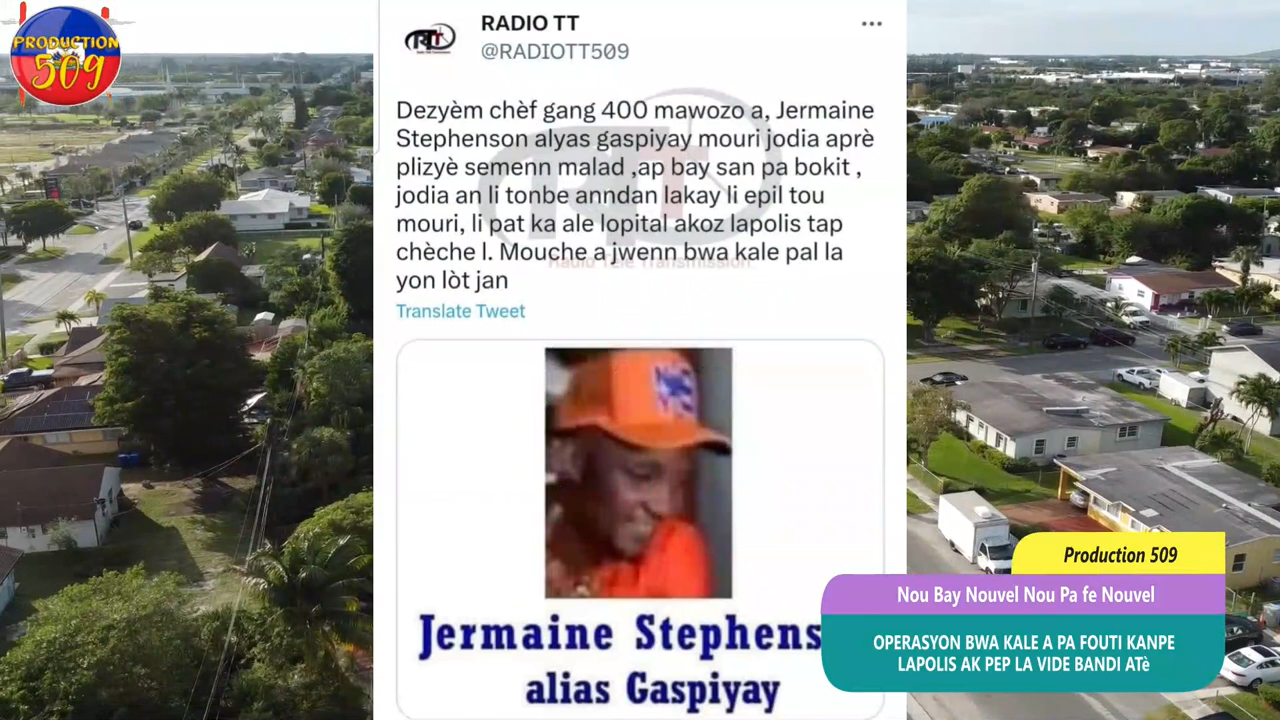 PRODUCTION
509
RADIO TT
@RADIOTT509
Dezyèm chèf gang 400 mawozo a, Jermaine
Stephenson alyas gaspiyay mouri jodia aprè
plizyè semenn malad ,ap bay san pa bokit ,
jodia an li tonbe anndan lakay li epil tou
mouri, li pat ka ale lopital akoz lapolis tap
chèche l. Mouche a jwenn bwa kale pal la
yon lòt jan
Radio Télé Transmission
Translate Tweet
Jermaine Stephens
alias Gaspiyay
Production 509
Nou Bay Nouvel Nou Pa fe Nouvel
OPERASYON BWA KALE A PA FOUTI KANPE
LAPOLIS AK PEP LA VIDE BANDI ATè